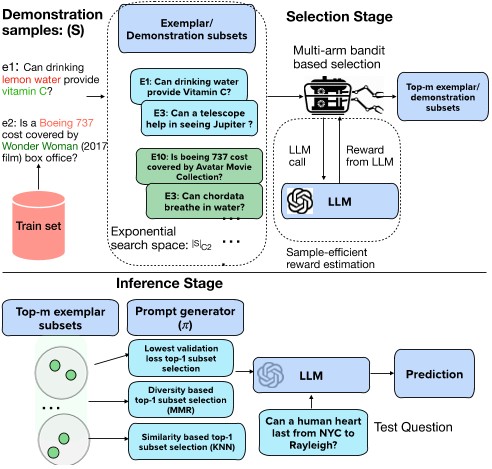 Demonstration
samples: (S)
e1: Can drinking
lemon water provide
vitamin C?
e2: Is a Boeing 737
cost covered by
Wonder Woman (2017
film) box office?
Train set
Exemplar/
Demonstration subsets
E1: Can drinking water
provide Vitamin C?
E3: Can a telescope
help in seeing Jupiter ?
E10: Is boeing 737 cost
covered by Avatar Movie
Collection?
E3: Can chordata
breathe in water?
Exponential
search space: |S|C2
Selection Stage
Multi-arm bandit
based selection
Top-m exemplar/
demonstration
subsets
LLM
call
Reward
from LLM
LLM
Sample-efficient
reward estimation
Inference Stage
Top-m exemplar
subsets
Prompt generator
(π)
Lowest validation
loss top-1 subset
selection
Diversity based
top-1 subset selection
(MMR)
Similarity based top-1
subset selection (KNN)
LLM
Prediction
Can a human heart
last from NYC to
Rayleigh?
Test Question